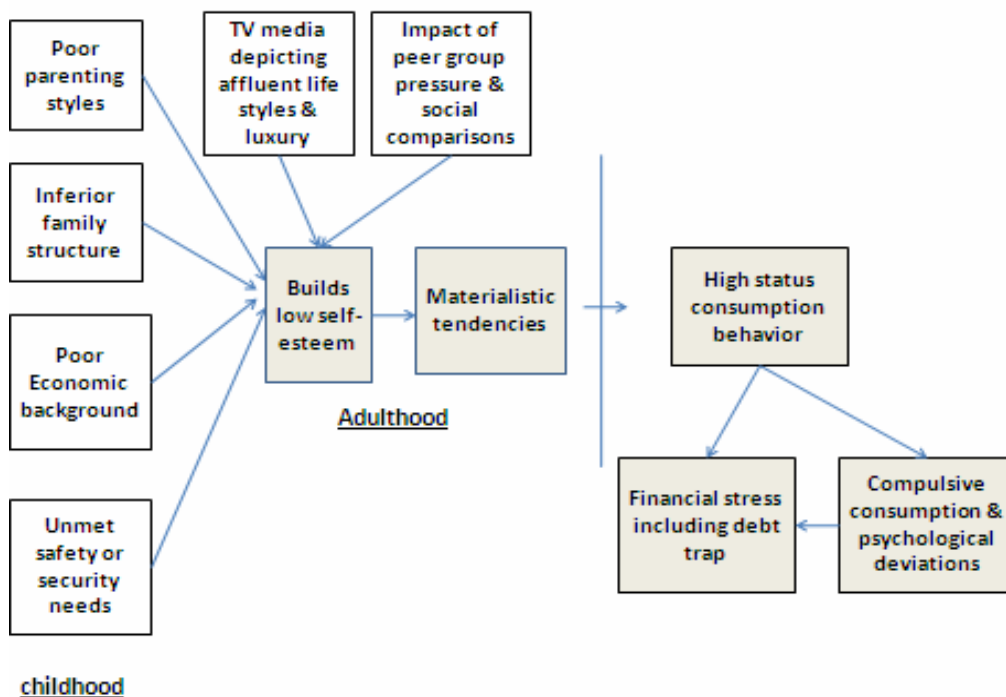 Poor
parenting
styles
TV media
depicting
affluent life
styles &
luxury
Impact of
peer group
pressure &
social
comparisons
Inferior
family
structure
Builds
low self-
esteem
Materialistic
tendencies
High status
consumption
behavior
Poor
Economic
background
Adulthood
Financial stress
including debt
trap
Compulsive
consumption &
psychological
deviations
Unmet
safety or
security
needs
childhood